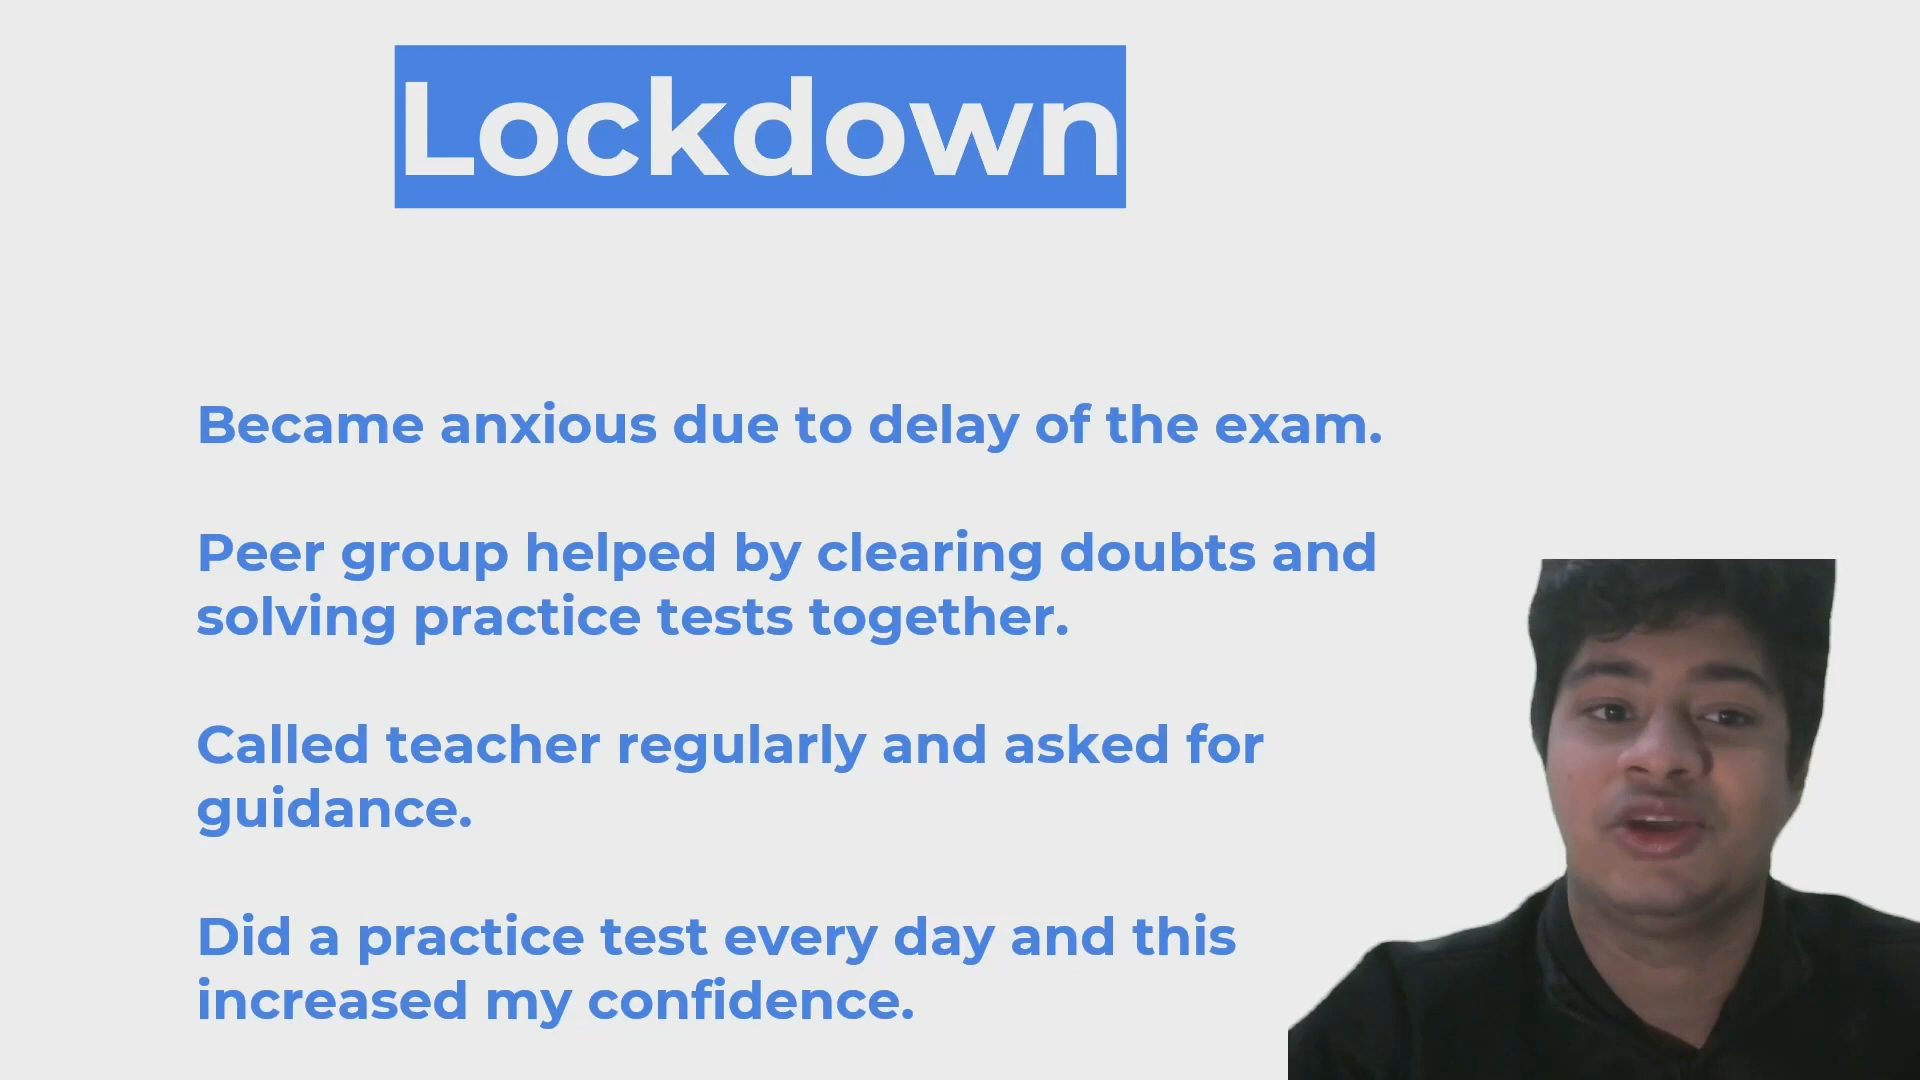 Lockdown
Became anxious due to delay of the exam.
Peer group helped by clearing doubts and
solving practice tests together.
Called teacher regularly and asked for
guidance.
Did a practice test every day and this
increased my confidence.